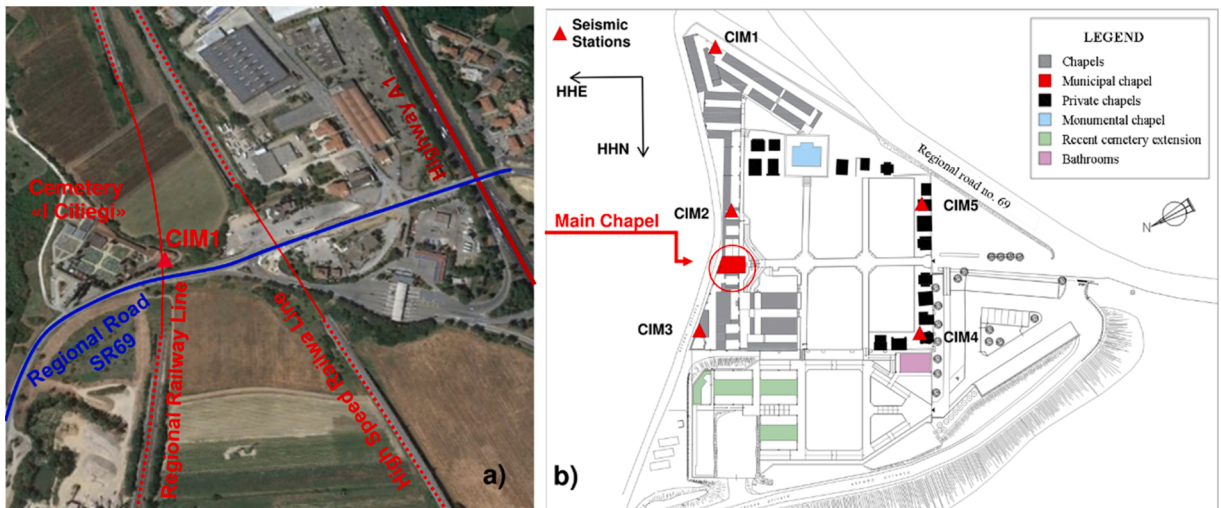 Highway A1
Cemetery
«I Ciliegi»
CIM1
Regional Road
SR69
Regional Railway Line
High Speed Railwa Line
a)
Seismic
Stations
HHE
HHN
CIM1
CIM2
Main Chapel
CIM3
CIM5
CIM4
Regional road no. 69
N
LEGEND
Chapels
Municipal chapel
Private chapels
Monumental chapel
Recent cemetery extension
Bathrooms
b)